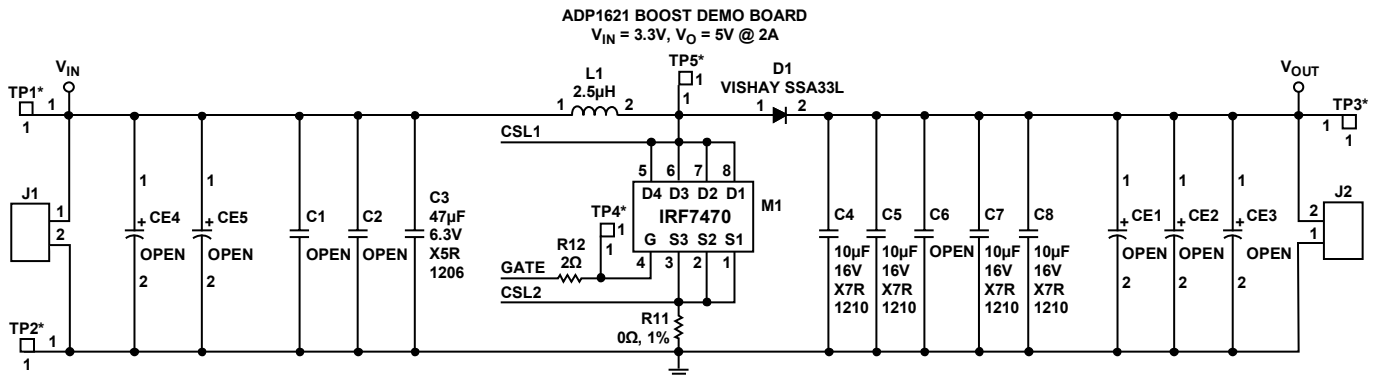 ADP1621 BOOST DEMO BOARD
VIN = 3.3V, VO = 5V @ 2A
TP1*
1
1
VIN
J1
1
2
TP2*
1
1
1
+ CE4
OPEN
2
1
+ CE5
OPEN
2
C1
OPEN
C2
OPEN
C3
47µF
6.3V
X5R
1206
L1
2.5µH
1
2
TP5*
1
1
D1
VISHAY SSA33L
1
2
CSL1
5 6 7 8
D4 D3 D2 D1
IRF7470
G S3 S2 S1
4 3 2 1
M1
TP4*
1
1
R12
2Ω
GATE
CSL2
R11
0Ω, 1%
C4
10µF
16V
X7R
1210
C5
10µF
16V
X7R
1210
C6
OPEN
C7
10µF
16V
X7R
1210
C8
10µF
16V
X7R
1210
1
+ CE1
OPEN
2
1
+ CE2
OPEN
2
1
+ CE3
OPEN
2
VOUT
TP3*
1
1
J2
2
1